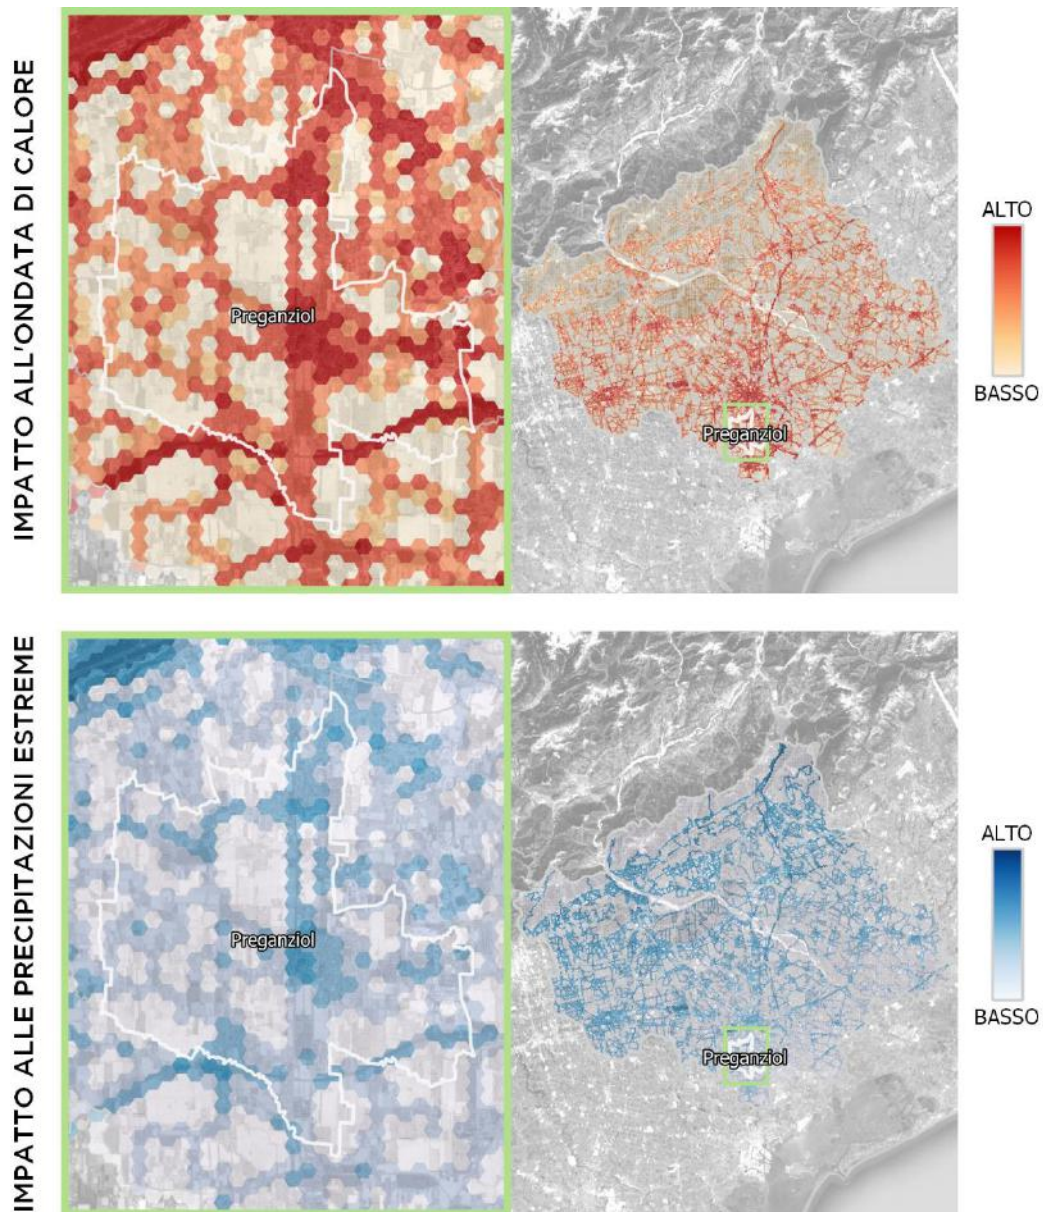 IMPATTO ALL'ONDATA DI CALORE
Preganziol
Preganziol
ALTO
BASSO
IMPATTO ALLE PRECIPITAZIONI ESTREME
Preganziol
Preganziol
ALTO
BASSO